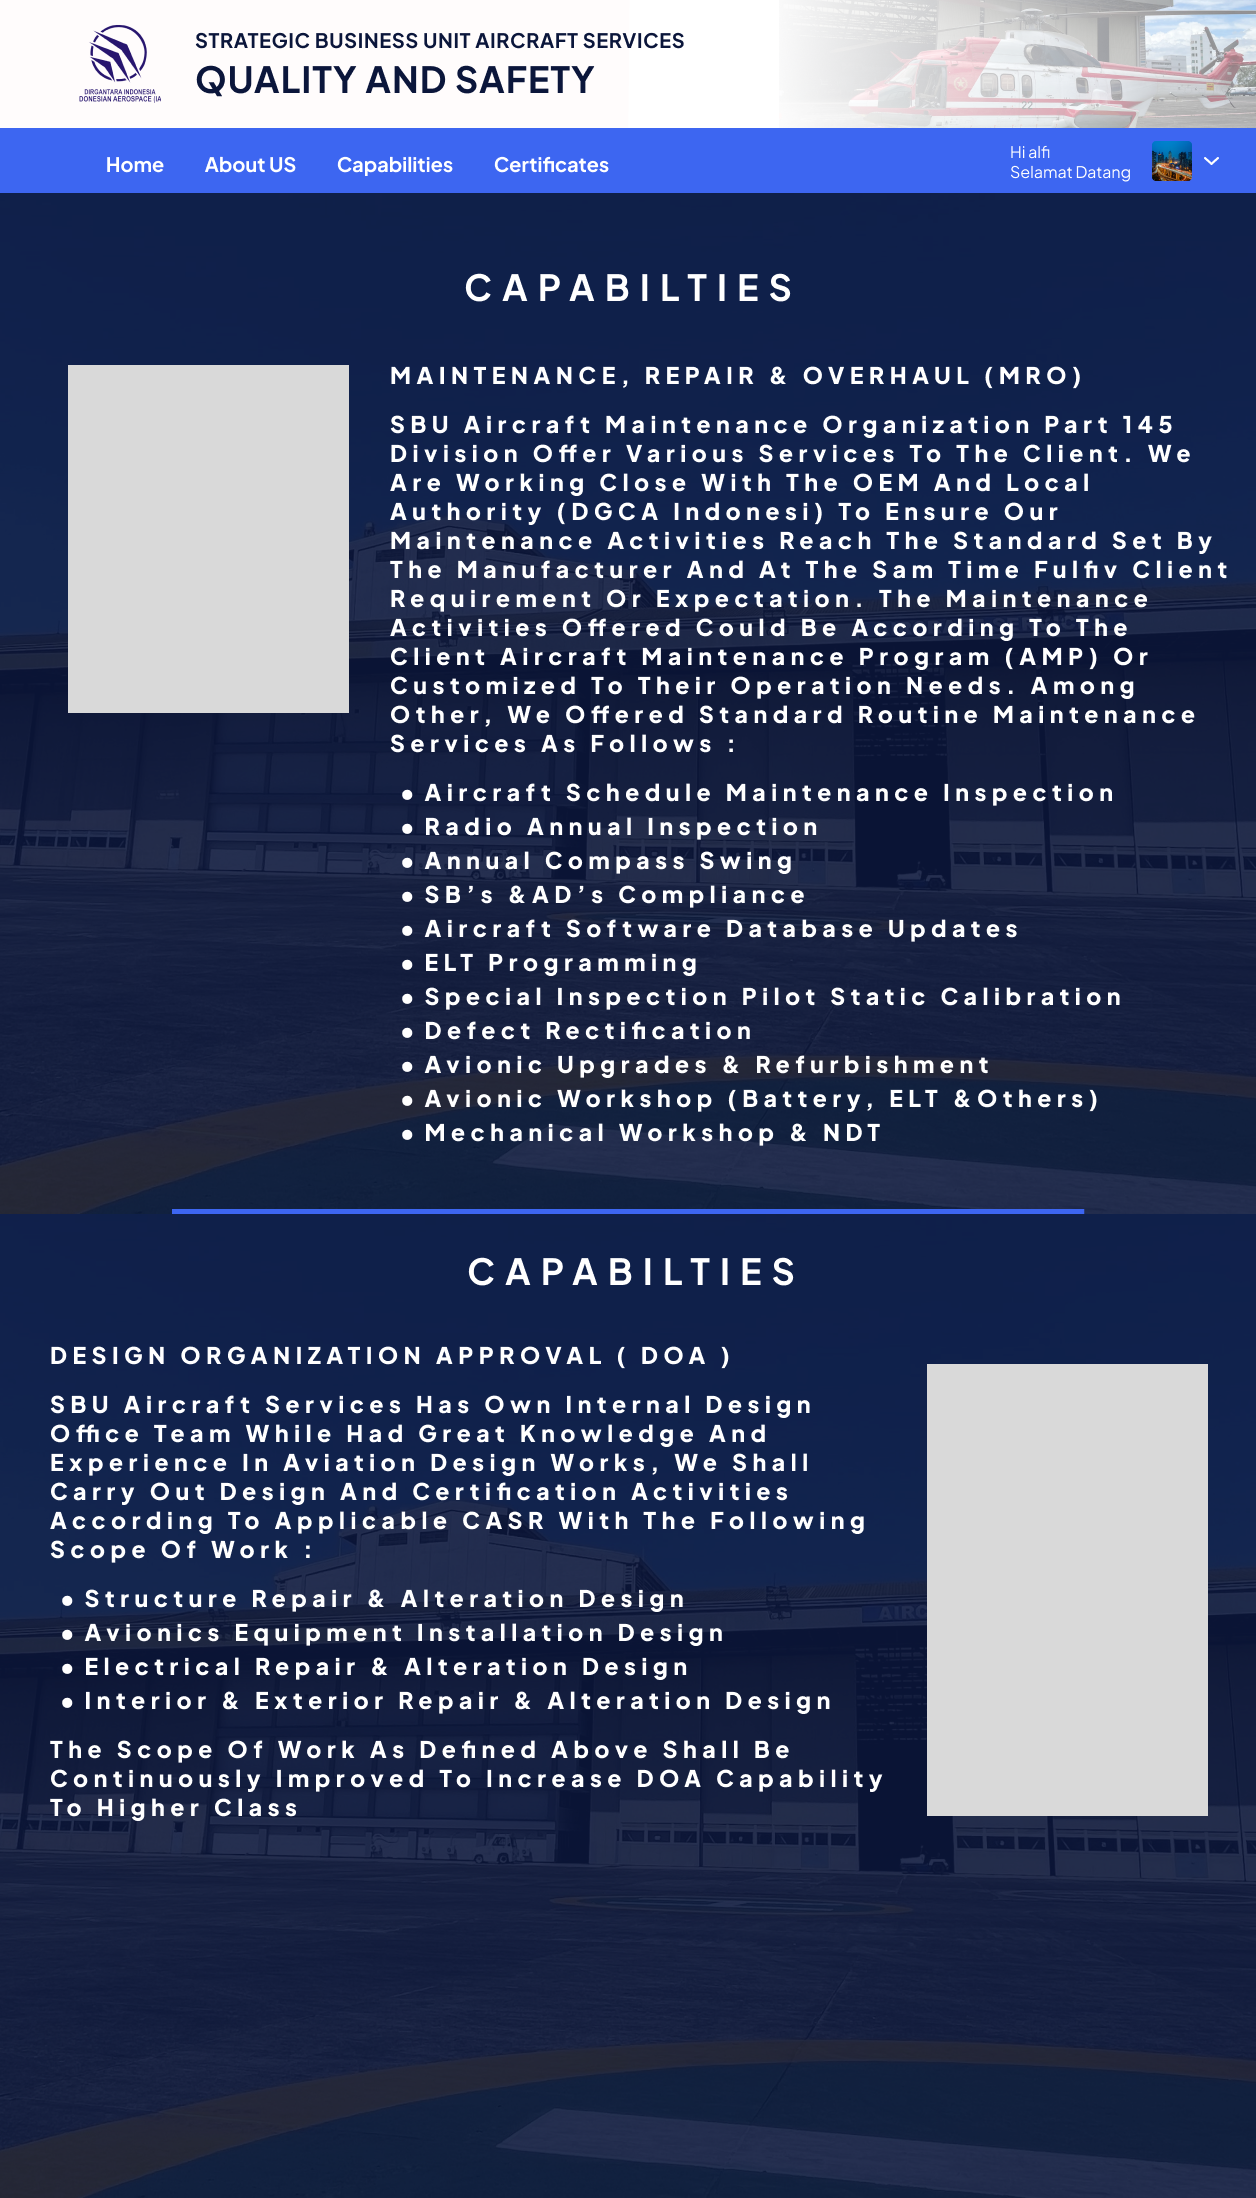 STRATEGIC BUSINESS UNIT AIRCRAFT SERVICES
QUALITY AND SAFETY
DIRGANTARA INDONESIA
DONESIAN AEROSPACE |IA
Home
About US
Capabilities
Certificates
Hi alfi
Selamat Datang
CAPABILTIES
MAINTENANCE, REPAIR & OVERHAUL (MRO)
SBU Aircraft Maintenance Organization Part 145
Division Offer Various Services To The Client. We
Are Working Close With The OEM And Local
Authority (DGCA Indonesi) To Ensure Our
Maintenance Activities Reach The Standard Set By
The Manufacturer And At The Sam Time Fulfiv Client
Requirement Or Expectation. The Maintenance
Activities Offered Could Be According To The
Client Aircraft Maintenance Program (AMP) Or
Customized To Their Operation Needs. Among
Other, We Offered Standard Routine Maintenance
Services As Follows :
• Aircraft Schedule Maintenance Inspection
• Radio Annual Inspection
• Annual Compass Swing
• SB’s &AD’s Compliance
• Aircraft Software Database Updates
• ELT Programming
• Special Inspection Pilot Static Calibration
• Defect Rectification
• Avionic Upgrades & Refurbishment
• Avionic Workshop (Battery, ELT &Others)
• Mechanical Workshop & NDT
CAPABILTIES
DESIGN ORGANIZATION APPROVAL ( DOA )
SBU Aircraft Services Has Own Internal Design
Office Team While Had Great Knowledge And
Experience In Aviation Design Works, We Shall
Carry Out Design And Certification Activities
According To Applicable CASR With The Following
Scope Of Work :
• Structure Repair & Alteration Design
• Avionics Equipment Installation Design
• Electrical Repair & Alteration Design
• Interior & Exterior Repair & Alteration Design
The Scope Of Work As Defined Above Shall Be
Continuously Improved To Increase DOA Capability
To Higher Class